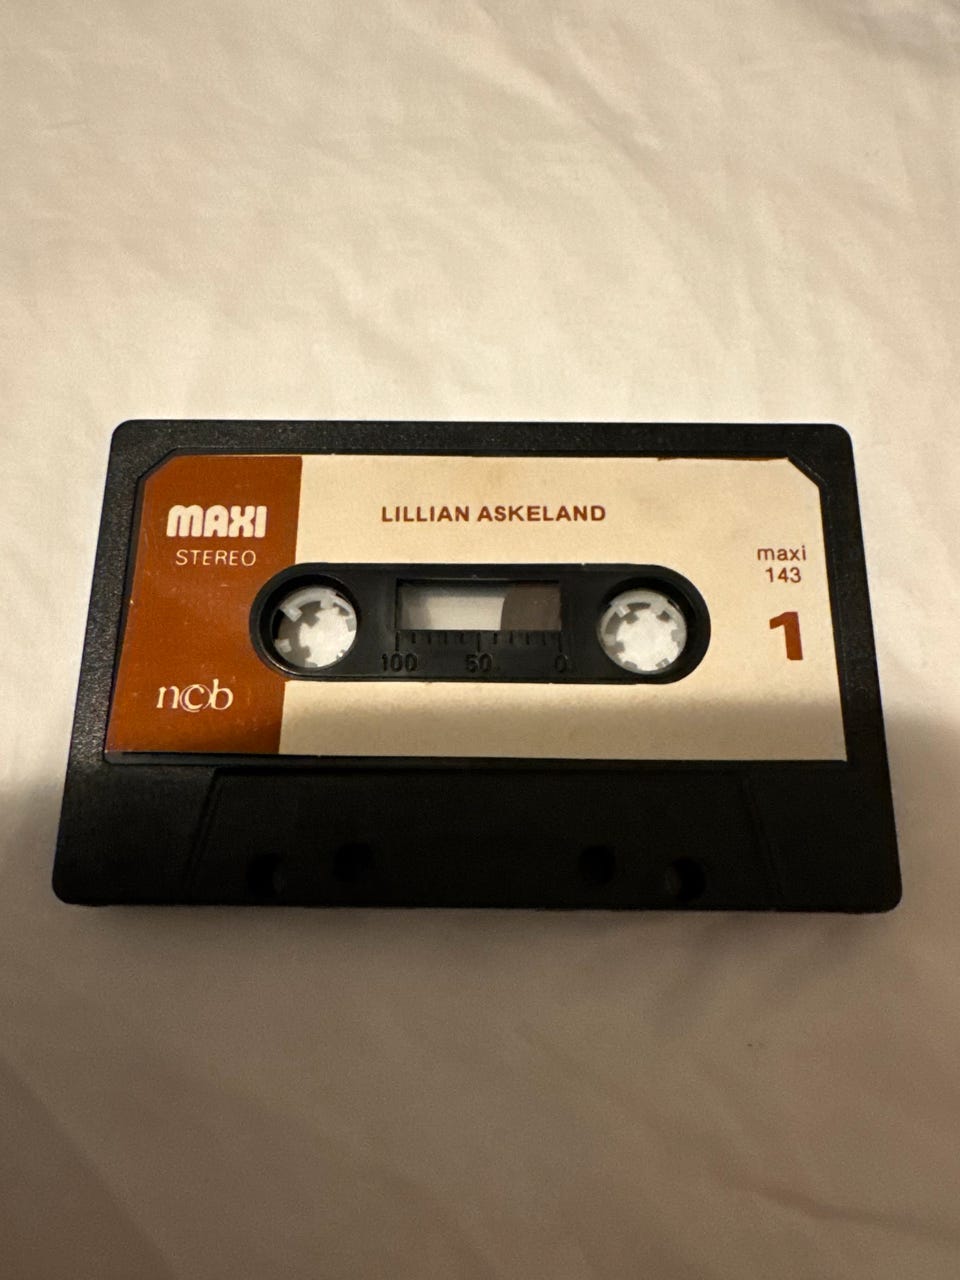 MAXI
STEREO
LILLIAN ASKELAND
maxi
143
1
100 50 0
ncb